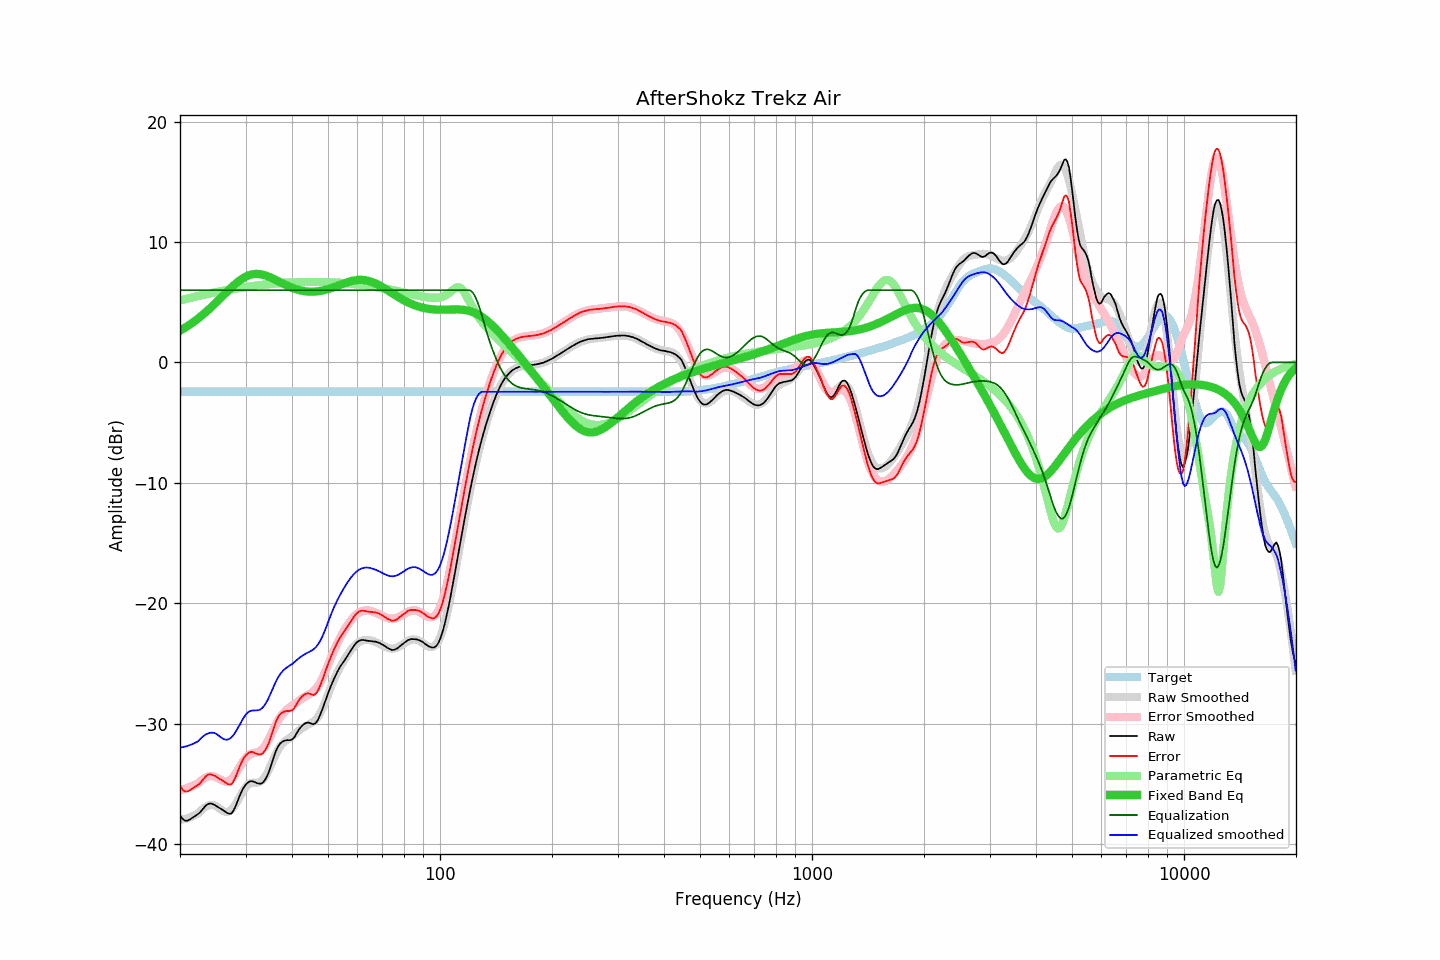 AfterShokz Trekz Air
20
10
0
−10
−20
−30
−40
Amplitude (dBr)
100
1000
10000
Frequency (Hz)
Target
Raw Smoothed
Error Smoothed
Raw
Error
Parametric Eq
Fixed Band Eq
Equalization
Equalized smoothed